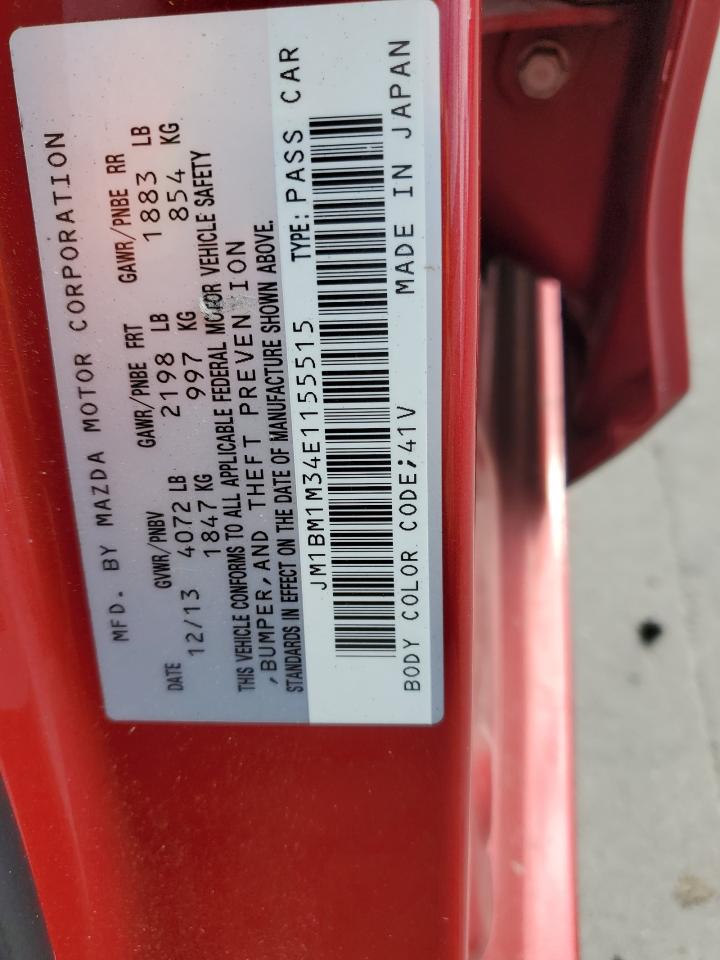 MFD. BY MAZDA MOTOR CORPORATION
DATE GVWR/PNBV GAWR/PNBE FRT GAWR/PNBE RR
12/13 4072 LB 2198 LB 1883 LB
1847 KG 997 KG 854 KG
THIS VEHICLE CONFORMS TO ALL APPLICABLE FEDERAL MOTOR VEHICLE SAFETY
,BUMPER,AND THEFT PREVENTION
STANDARDS IN EFFECT ON THE DATE OF MANUFACTURE SHOWN ABOVE.
JM1BM1M34E1155515 TYPE: PASS CAR
BODY COLOR CODE;41V MADE IN JAPAN